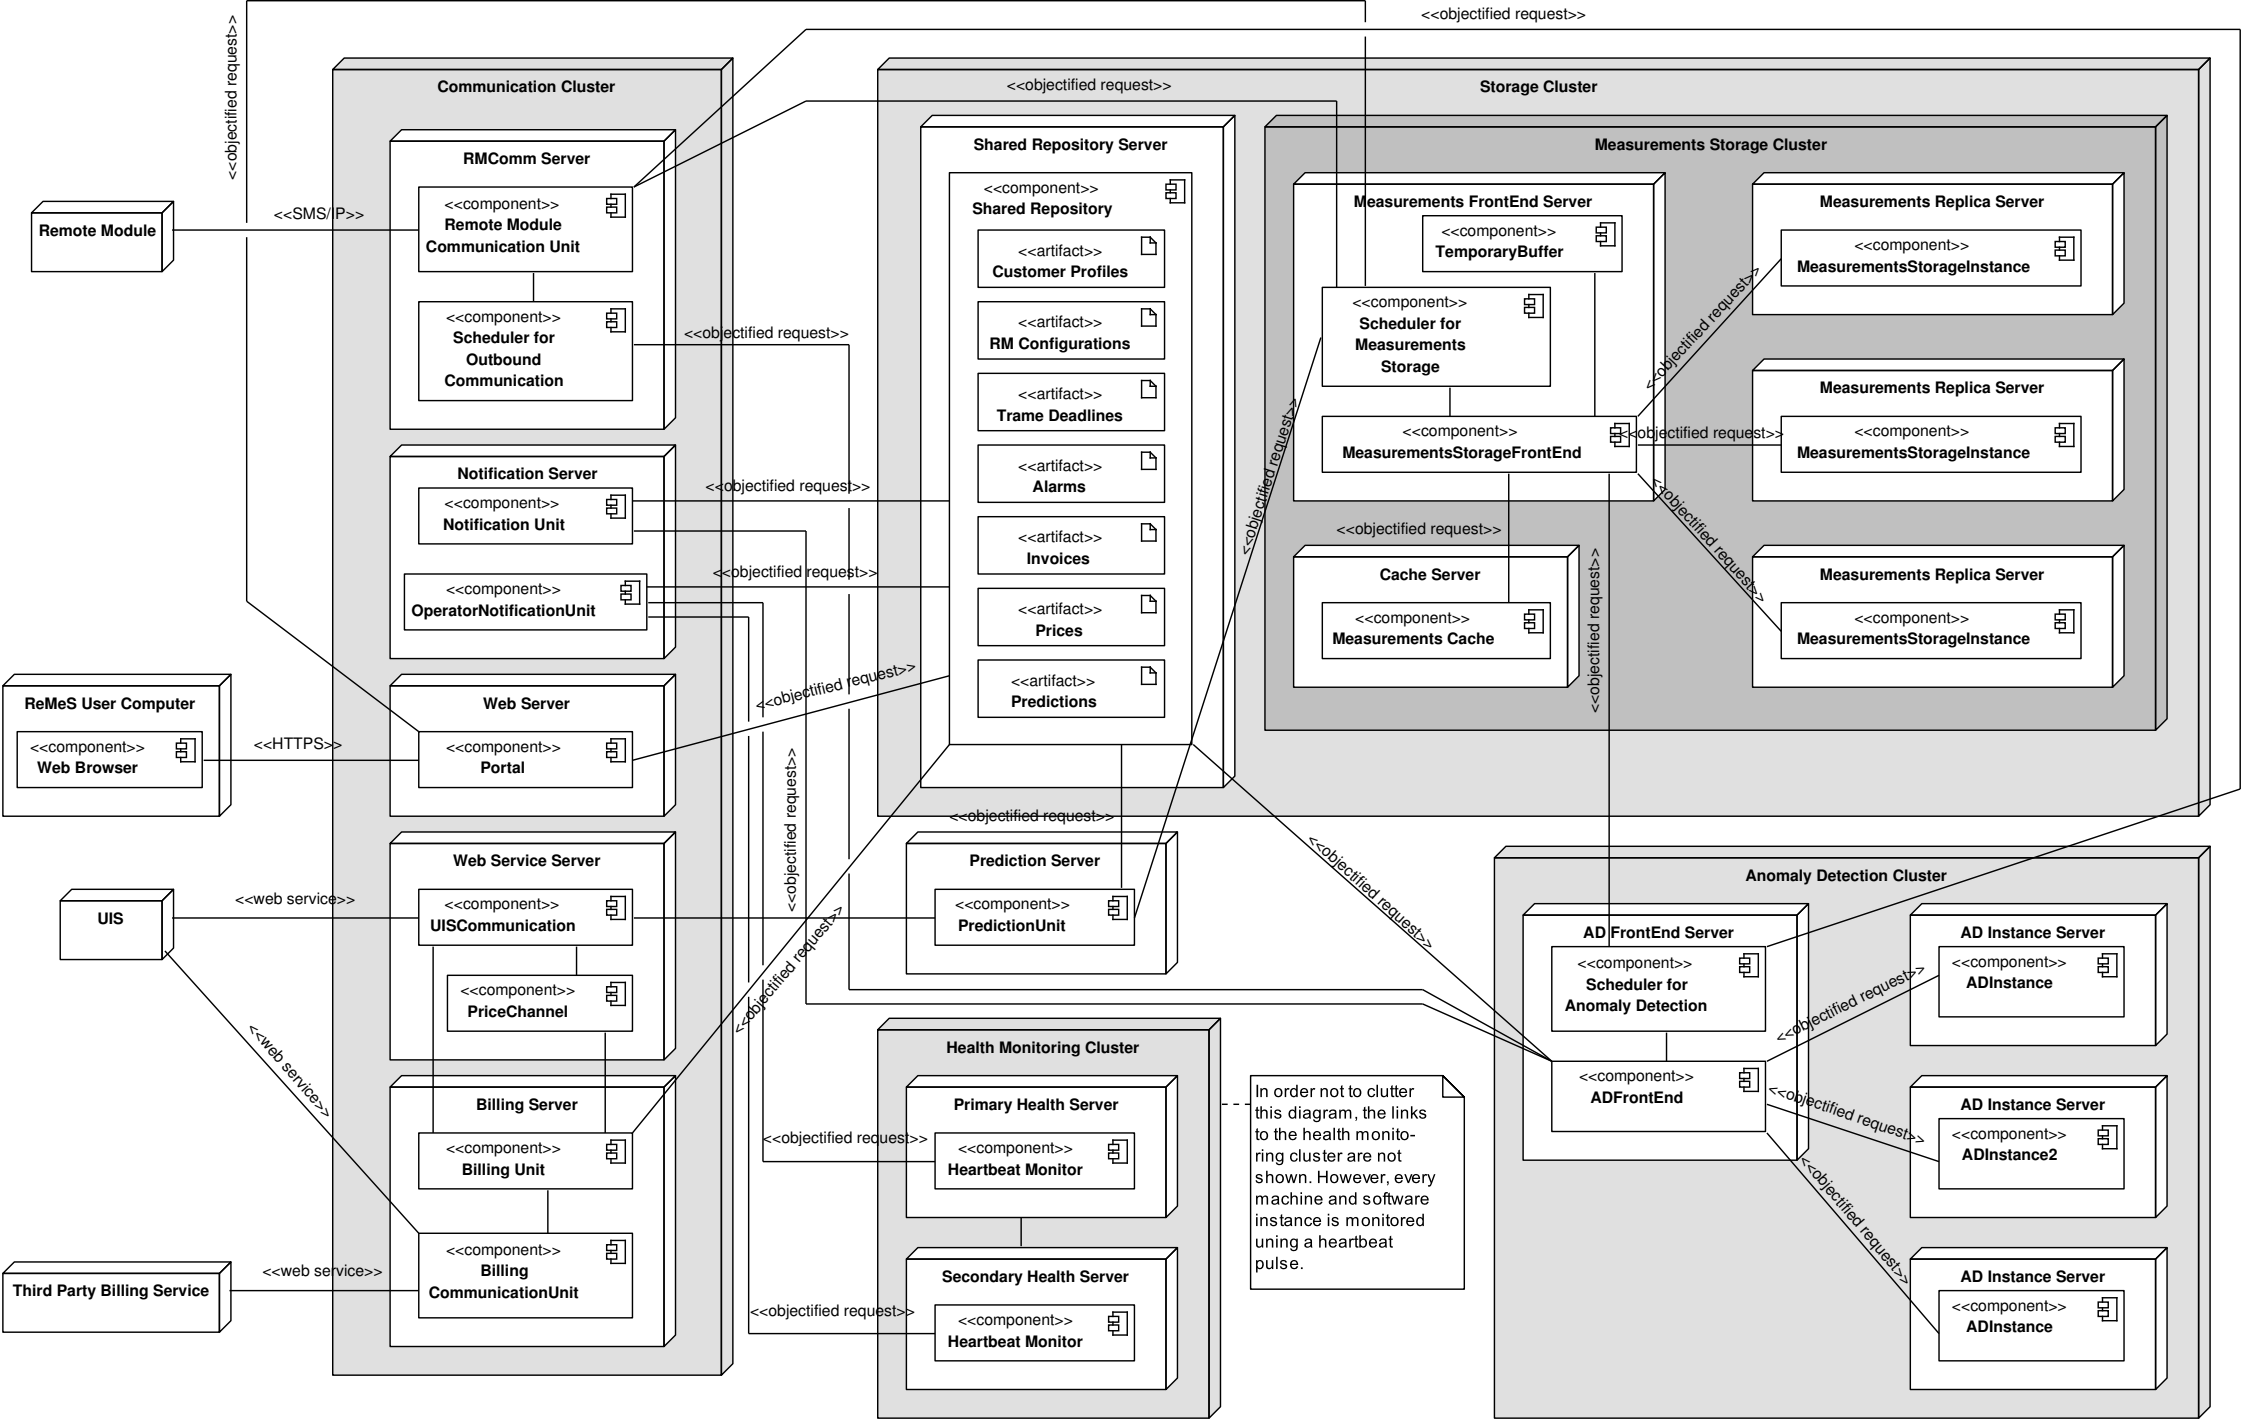 <<objectified request>>
<<objectified request>>
Communication Cluster
RMComm Server
<<component>>
Remote Module
Communication Unit
<<component>>
Scheduler for
Outbound
Communication
Remote Module
<<SMS/IP>>
<<objectified request>>
<<objectified request>>
Notification Server
<<component>>
Notification Unit
<<component>>
OperatorNotificationUnit
<<objectified request>>
<<objectified request>>
Web Server
<<component>>
Portal
ReMeS User Computer
<<component>>
Web Browser
<<HTTPS>>
<<objectified request>>
Web Service Server
<<component>>
UISCommunication
<<component>>
PriceChannel
UIS
<<web service>>
<<web service>>
Billing Server
<<component>>
Billing Unit
<<component>>
Billing
CommunicationUnit
Third Party Billing Service
<<web service>>
<<objectified request>>
<<objectified request>>
Storage Cluster
Shared Repository Server
<<component>>
Shared Repository
<<artifact>>
Customer Profiles
<<artifact>>
RM Configurations
<<artifact>>
Trame Deadlines
<<artifact>>
Alarms
<<artifact>>
Invoices
<<artifact>>
Prices
<<artifact>>
Predictions
Measurements Storage Cluster
Measurements FrontEnd Server
<<component>>
TemporaryBuffer
<<component>>
Scheduler for
Measurements
Storage
<<component>>
MeasurementsStorageFrontEnd
<<objectified request>>
<<objectified request>>
<<objectified request>>
<<objectified request>>
<<objectified request>>
<<objectified request>>
Cache Server
<<component>>
Measurements Cache
Measurements Replica Server
<<component>>
MeasurementsStorageInstance
Measurements Replica Server
<<component>>
MeasurementsStorageInstance
Measurements Replica Server
<<component>>
MeasurementsStorageInstance
<<objectified request>>
Prediction Server
<<component>>
PredictionUnit
<<objectified request>>
Health Monitoring Cluster
Primary Health Server
<<component>>
Heartbeat Monitor
<<objectified request>>
Secondary Health Server
<<component>>
Heartbeat Monitor
<<objectified request>>
In order not to clutter
this diagram, the links
to the health monito-
ring cluster are not
shown. However, every
machine and software
instance is monitored
uning a heartbeat
pulse.
Anomaly Detection Cluster
AD FrontEnd Server
<<component>>
Scheduler for
Anomaly Detection
<<component>>
ADFrontEnd
<<objectified request>>
<<objectified request>>
<<objectified request>>
AD Instance Server
<<component>>
ADInstance
AD Instance Server
<<component>>
ADInstance2
AD Instance Server
<<component>>
ADInstance